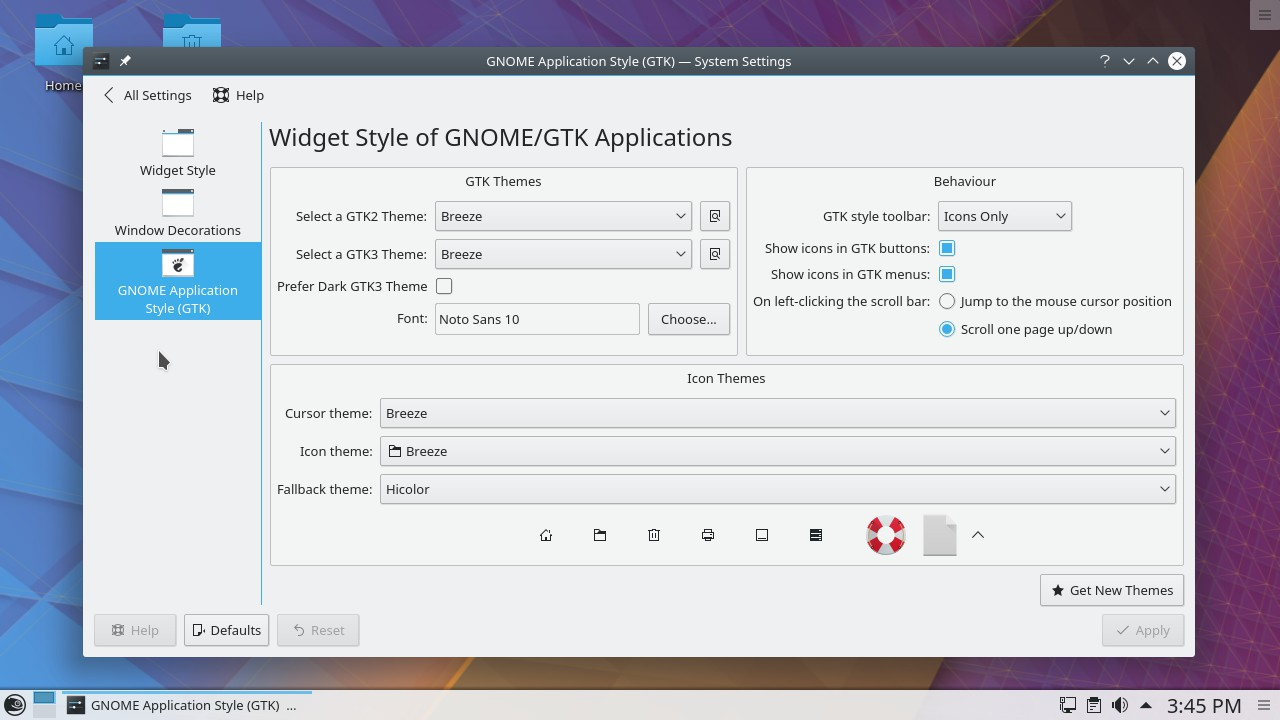 Home
GNOME Application Style (GTK) — System Settings
All Settings
Help
Widget Style
Window Decorations
GNOME Application
Style (GTK)
Widget Style of GNOME/GTK Applications
GTK Themes
Select a GTK2 Theme: Breeze
Select a GTK3 Theme: Breeze
Prefer Dark GTK3 Theme
Font: Noto Sans 10 Choose...
Behaviour
GTK style toolbar: Icons Only
Show icons in GTK buttons:
Show icons in GTK menus:
On left-clicking the scroll bar: Jump to the mouse cursor position
Scroll one page up/down
Icon Themes
Cursor theme: Breeze
Icon theme: Breeze
Fallback theme: Hicolor
Get New Themes
Help Defaults Reset Apply
GNOME Application Style (GTK) ...
3:45 PM